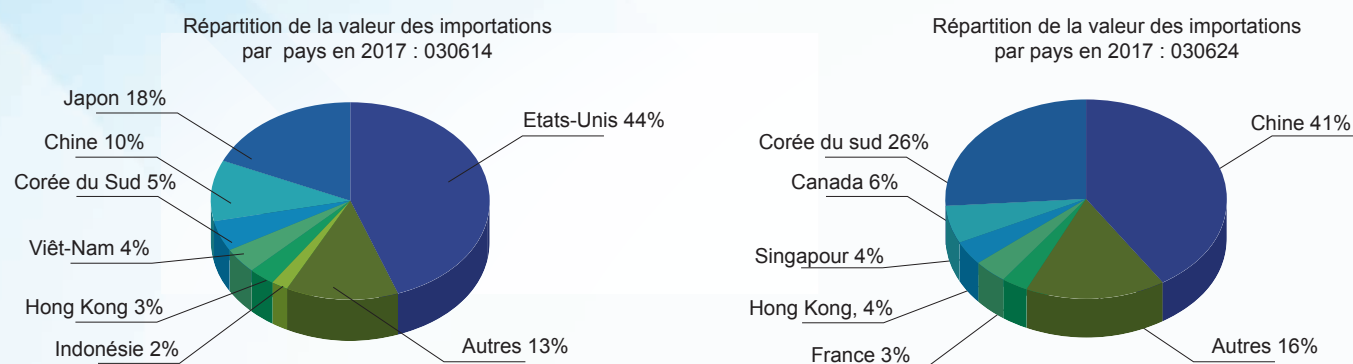 Répartition de la valeur des importations
par pays en 2017 : 030614
Japon 18%
Chine 10%
Corée du Sud 5%
Viêt-Nam 4%
Hong Kong 3%
Indonésie 2%
Etats-Unis 44%
Autres 13%
Répartition de la valeur des importations
par pays en 2017 : 030624
Corée du sud 26%
Canada 6%
Singapour 4%
Hong Kong, 4%
France 3%
Chine 41%
Autres 16%